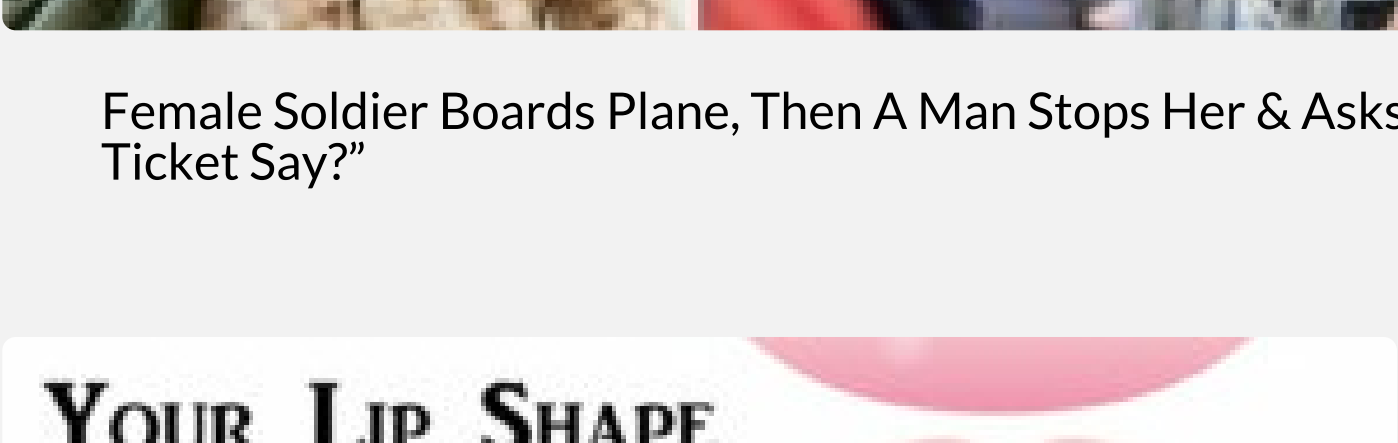 Female Soldier Boards Plane, Then A Man Stops Her & Asks
Ticket Say?”
YOUR LIP SHAPE